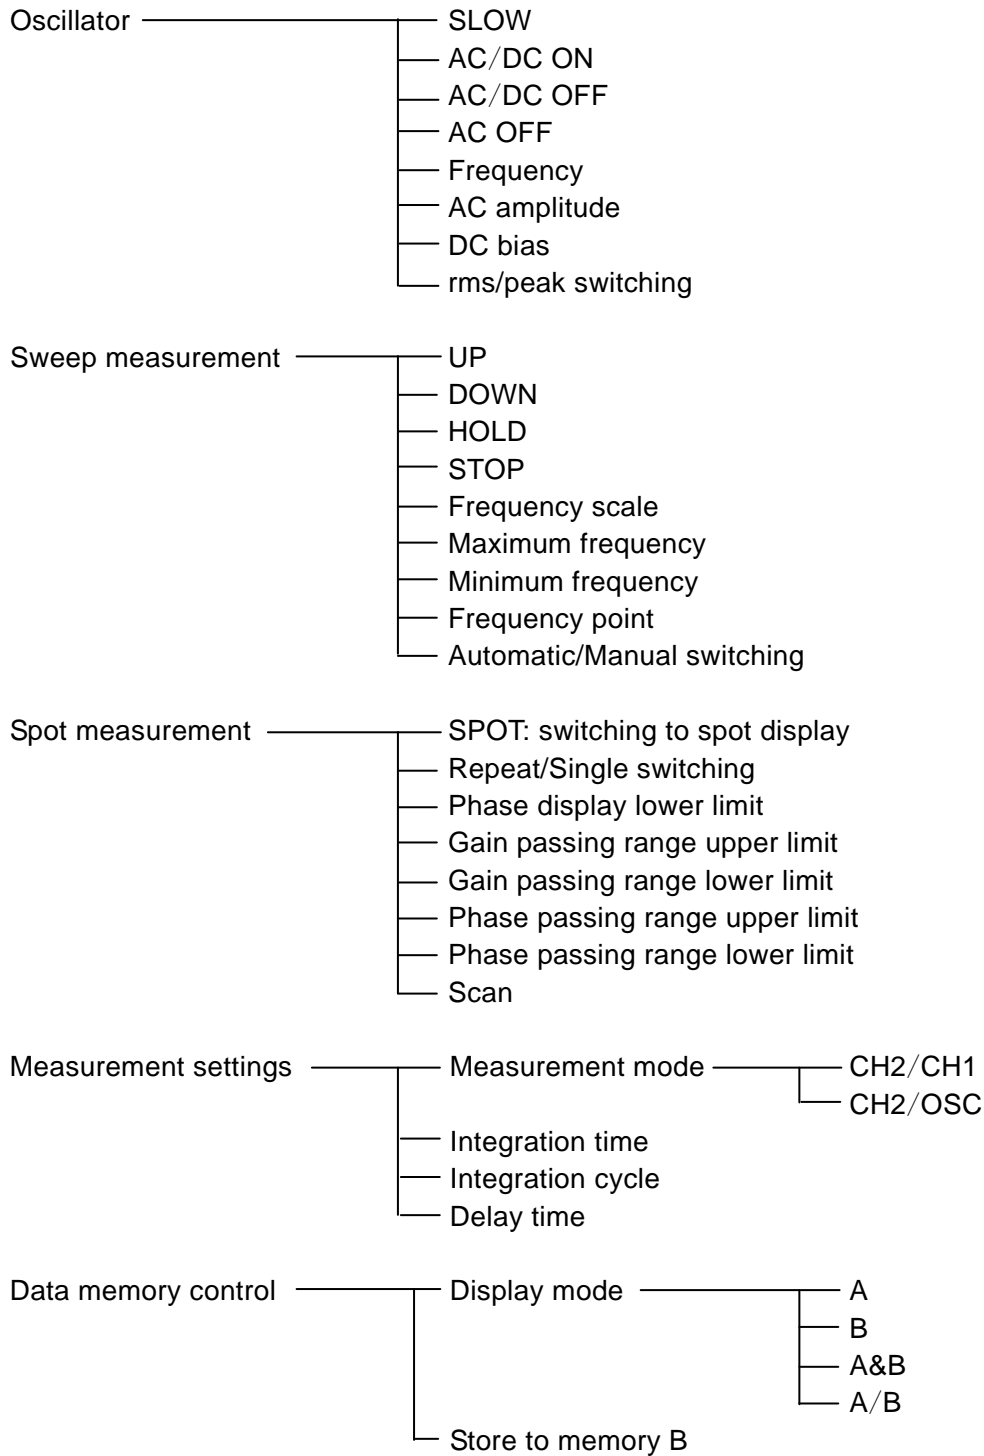 Oscillator SLOW
AC/DC ON
AC/DC OFF
AC OFF
Frequency
AC amplitude
DC bias
rms/peak switching
Sweep measurement UP
DOWN
HOLD
STOP
Frequency scale
Maximum frequency
Minimum frequency
Frequency point
Automatic/Manual switching
Spot measurement SPOT: switching to spot display
Repeat/Single switching
Phase display lower limit
Gain passing range upper limit
Gain passing range lower limit
Phase passing range upper limit
Phase passing range lower limit
Scan
Measurement settings Measurement mode CH2/CH1
CH2/OSC
Integration time
Integration cycle
Delay time
Data memory control Display mode A
B
A&B
A/B
Store to memory B